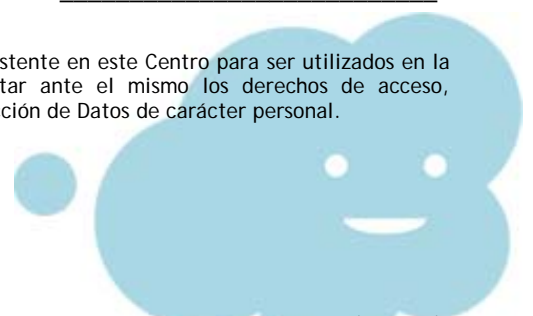 stente en este Centro para ser utilizados en la
tar ante el mismo los derechos de acceso,
ción de Datos de carácter personal.